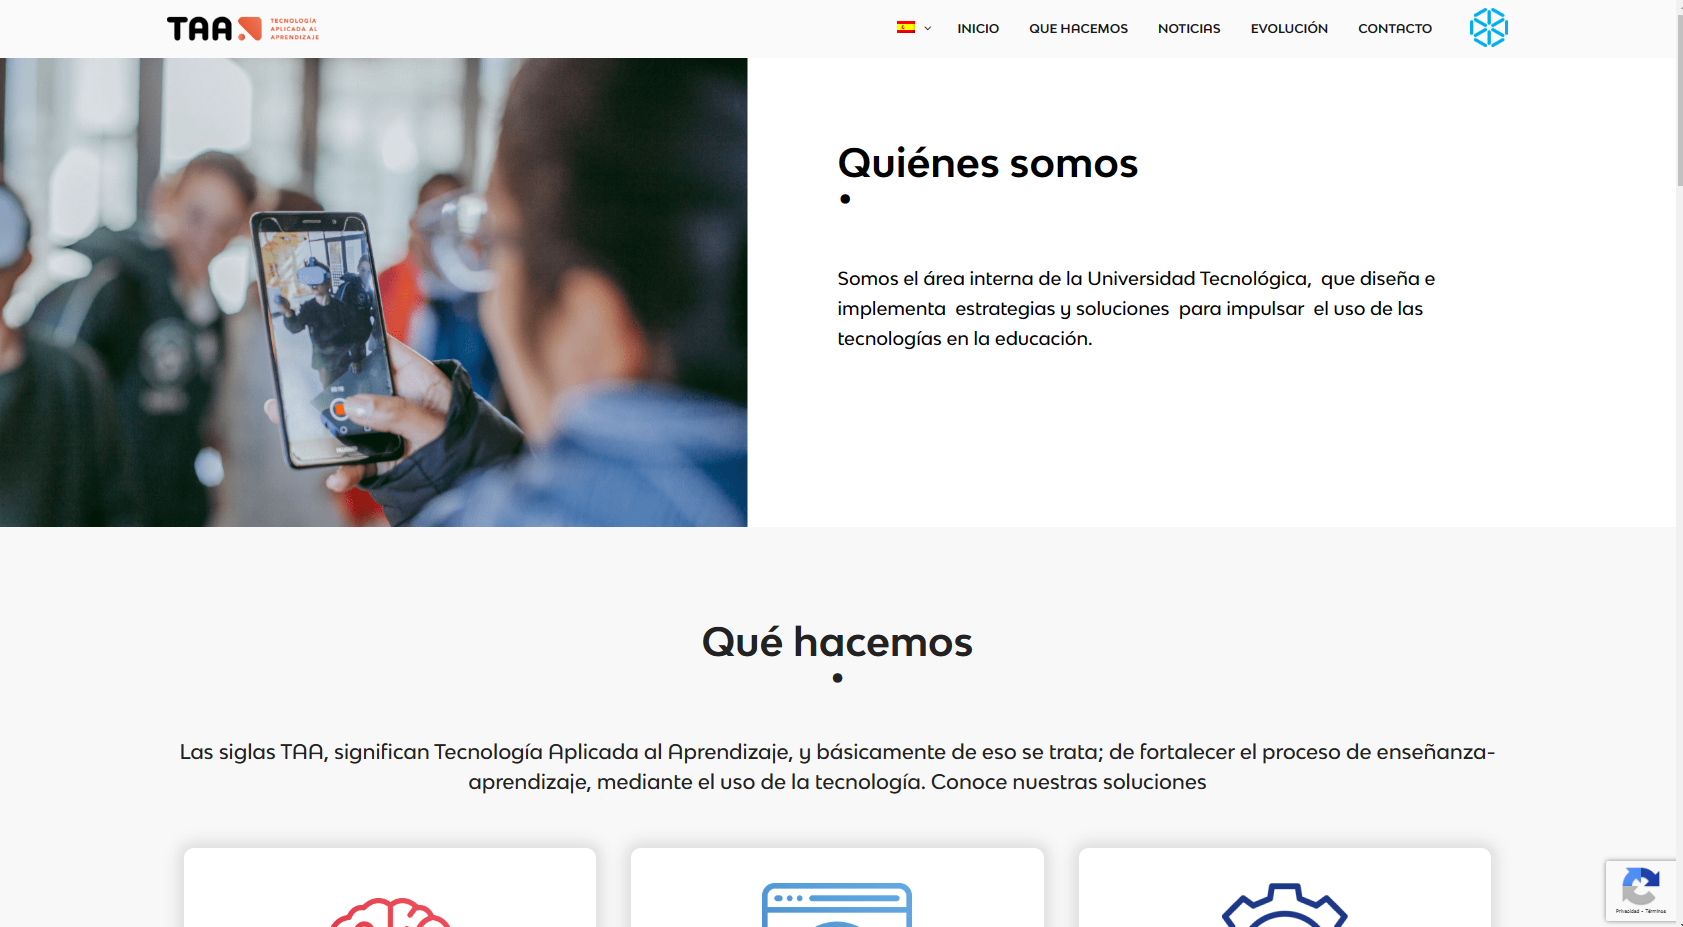 TAA
TECNOLOGÍA
APLICADA AL
APRENDIZAJE
INICIO
QUE HACEMOS
NOTICIAS
EVOLUCIÓN
CONTACTO
Quiénes somos
Somos el área interna de la Universidad Tecnológica, que diseña e
implementa estrategias y soluciones para impulsar el uso de las
tecnologías en la educación.
Qué hacemos
Las siglas TAA, significan Tecnología Aplicada al Aprendizaje, y básicamente de eso se trata; de fortalecer el proceso de enseñanza-
aprendizaje, mediante el uso de la tecnología. Conoce nuestras soluciones
Privacidad - Términos